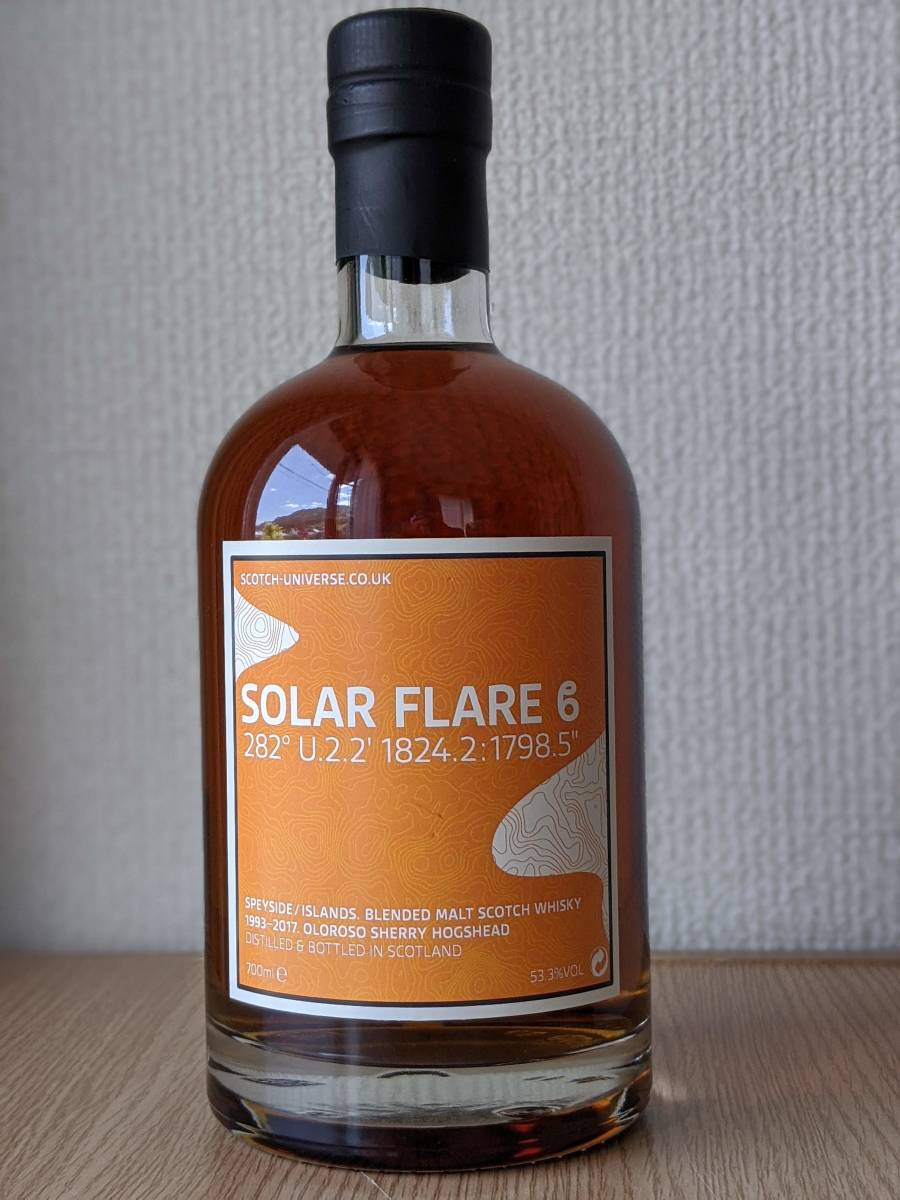 SCOTCH-UNIVERSE.CO.UK
SOLAR FLARE 6
282° U.2.2' 1824.2:1798.5"
SPEYSIDE/ISLANDS. BLENDED MALT SCOTCH WHISKY
1993–2017. OLOROSO SHERRY HOGSHEAD
DISTILLED & BOTTLED IN SCOTLAND
700ml ℮ 53.3%VOL